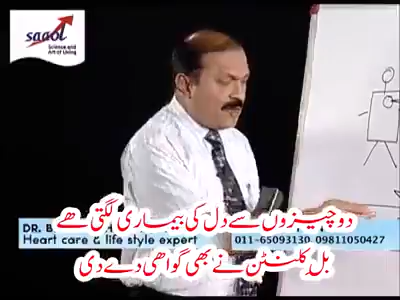 saaol
Science and
Art of Living
دو چیزوں سے دل کی بیماری لگتی ھے
DR. B
Heart care & life style expert
011-65093130 09811050427
بل کلنٹن نے بھی گواھی دے دی